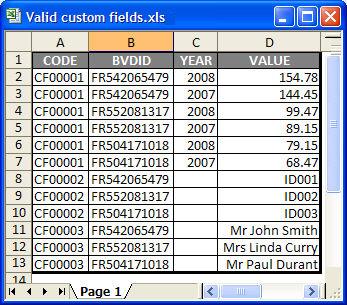 Valid custom fields.xls
A B C D
1 CODE BVDID YEAR VALUE
2 CF00001 FR542065479 2008 154.78
3 CF00001 FR542065479 2007 144.45
4 CF00001 FR552081317 2008 99.47
5 CF00001 FR552081317 2007 89.15
6 CF00001 FR504171018 2008 79.15
7 CF00001 FR504171018 2007 68.47
8 CF00002 FR542065479 ID001
9 CF00002 FR552081317 ID002
10 CF00002 FR504171018 ID003
11 CF00003 FR542065479 Mr John Smith
12 CF00003 FR552081317 Mrs Linda Curry
13 CF00003 FR504171018 Mr Paul Durant
14
Page 1